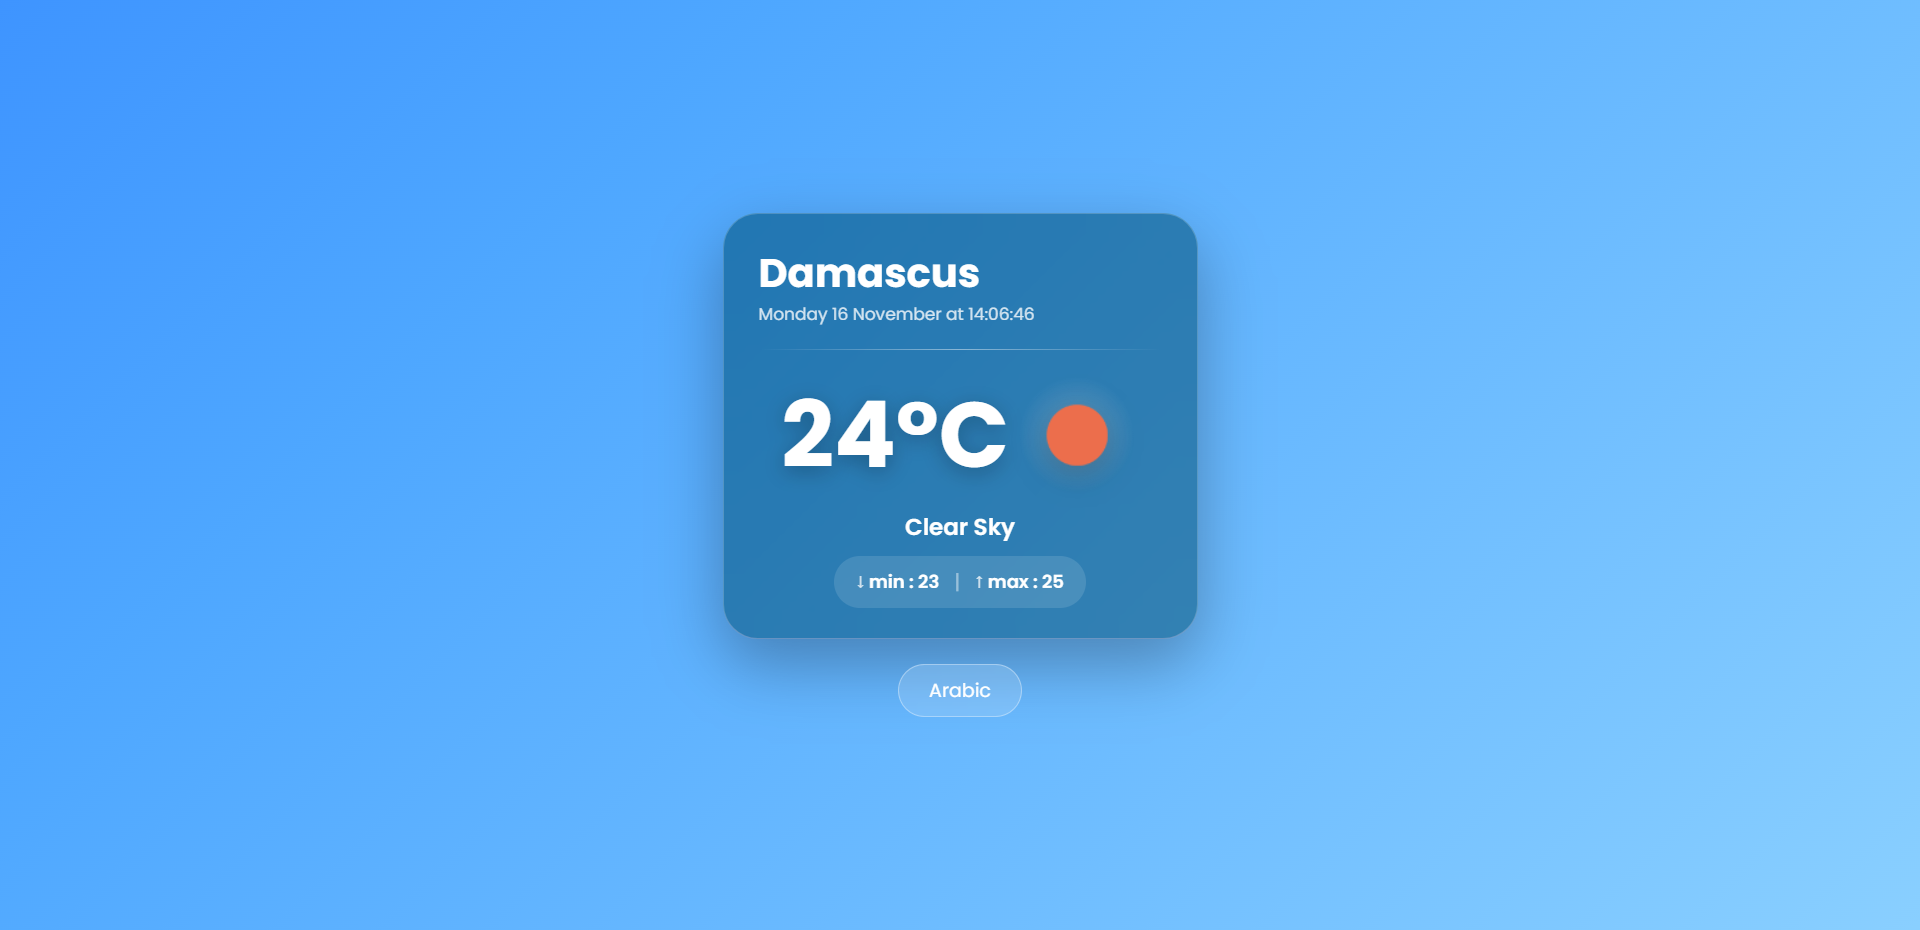 Damascus
Monday 16 November at 14:06:46
24°C
Clear Sky
↓ min : 23 | ↑ max : 25
Arabic